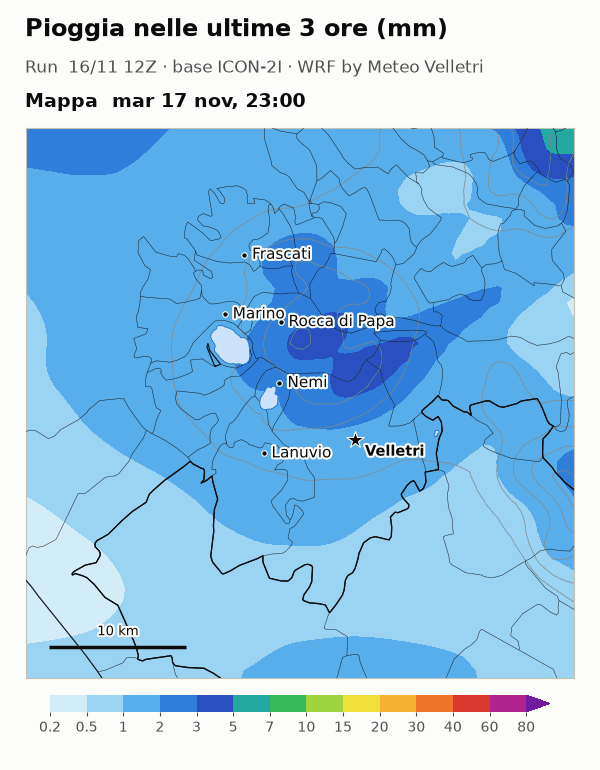 Pioggia nelle ultime 3 ore (mm)
Run 16/11 12Z · base ICON-2I · WRF by Meteo Velletri
Mappa mar 17 nov, 23:00
Frascati
Marino
Rocca di Papa
Nemi
Velletri
Lanuvio
10 km
0.2 0.5 1 2 3 5 7 10 15 20 30 40 60 80